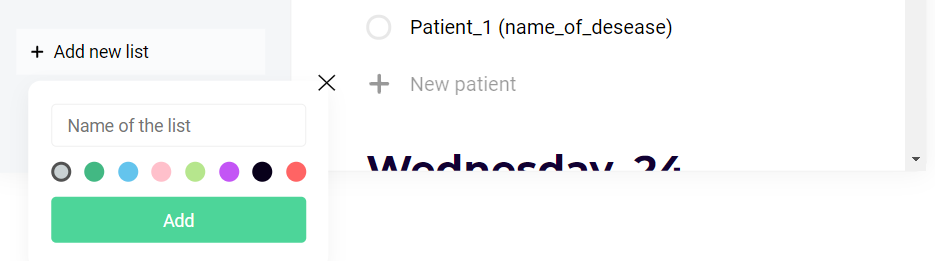 + Add new list
Name of the list
Add
Patient_1 (name_of_desease)
+ New patient
Wednesday, 24